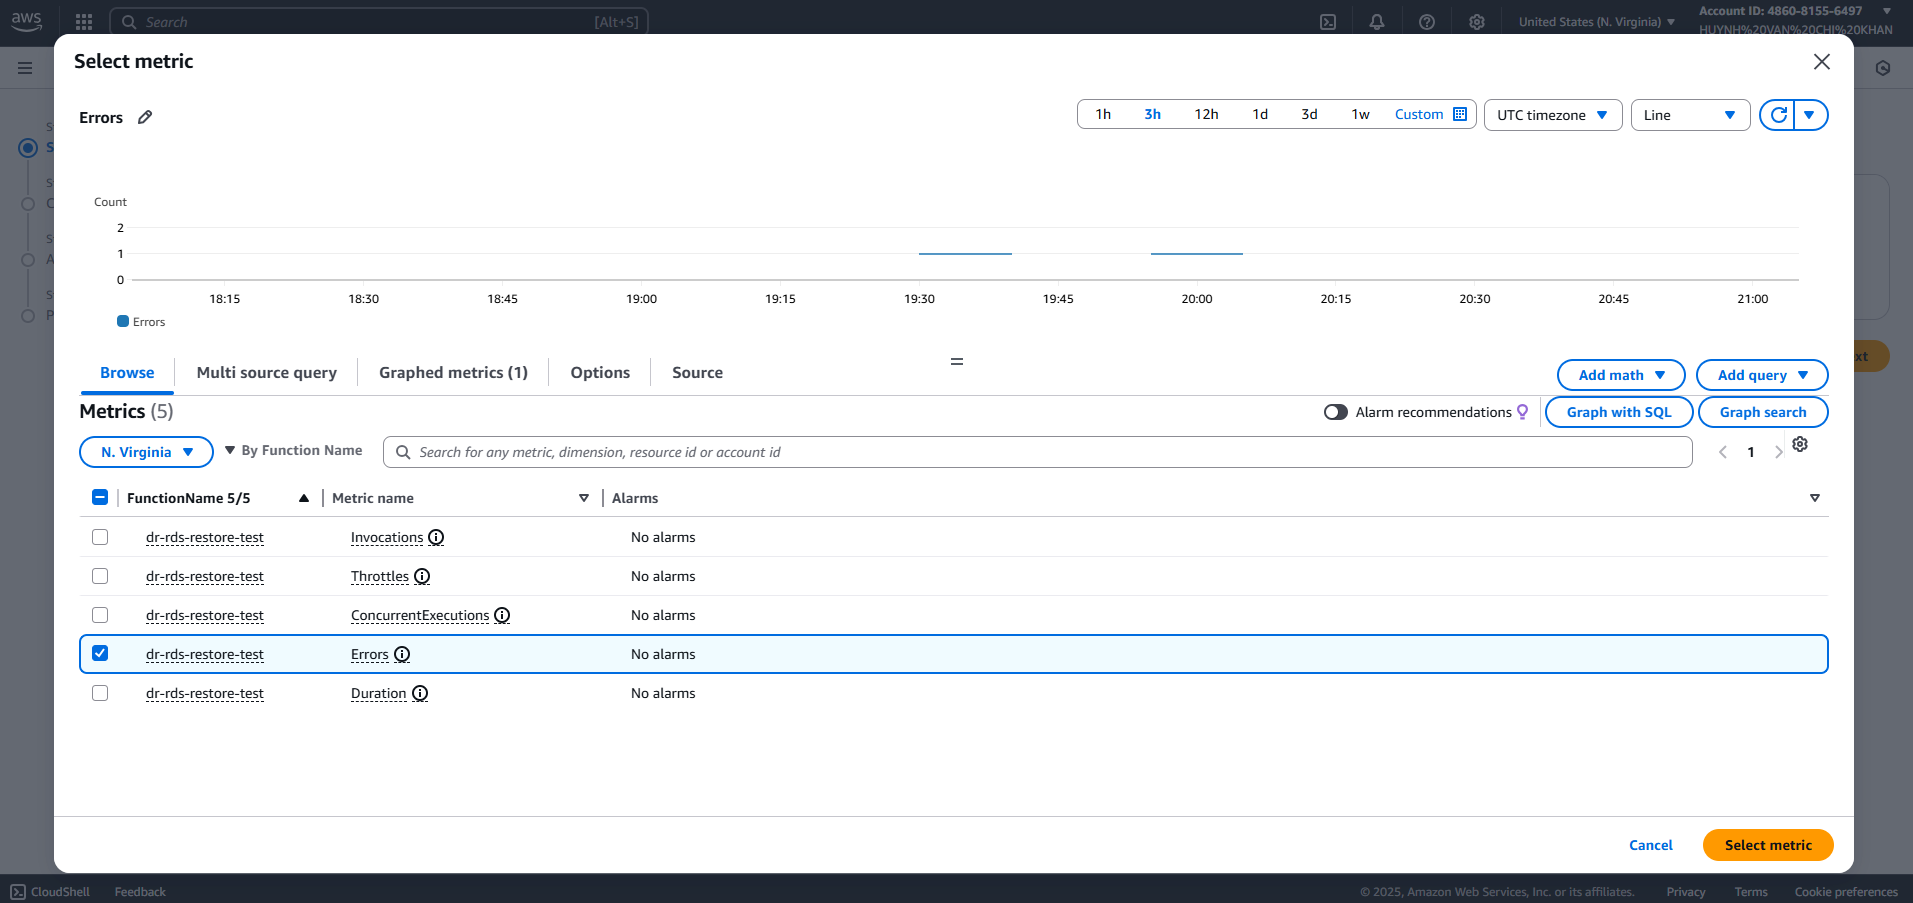 aws
Search
[Alt+S]
United States (N. Virginia)
Account ID: 4860-8155-6497
HUYNH%20VAN%20CHI%20KHAN
Select metric
Errors
1h 3h 12h 1d 3d 1w Custom
UTC timezone
Line
Count
2
1
0
18:15 18:30 18:45 19:00 19:15 19:30 19:45 20:00 20:15 20:30 20:45 21:00
Errors
Browse
Multi source query
Graphed metrics (1)
Options
Source
Add math
Add query
Metrics (5)
Alarm recommendations
Graph with SQL
Graph search
N. Virginia
By Function Name
Search for any metric, dimension, resource id or account id
1
FunctionName 5/5 Metric name Alarms
dr-rds-restore-test Invocations No alarms
dr-rds-restore-test Throttles No alarms
dr-rds-restore-test ConcurrentExecutions No alarms
dr-rds-restore-test Errors No alarms
dr-rds-restore-test Duration No alarms
Cancel
Select metric
CloudShell
Feedback
© 2025, Amazon Web Services, Inc. or its affiliates.
Privacy
Terms
Cookie preferences